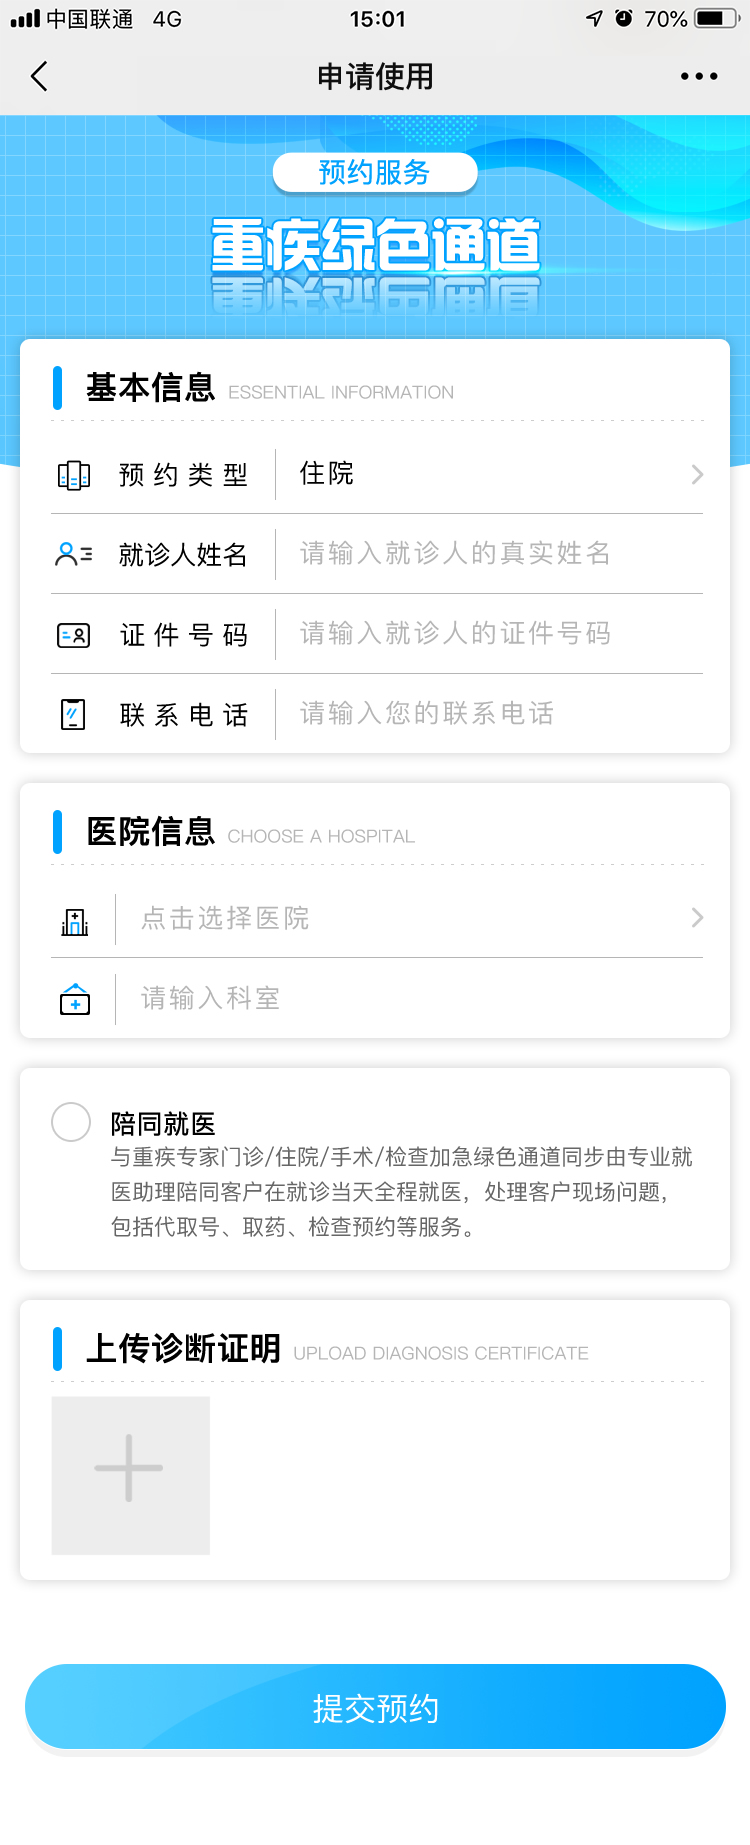 中国联通 4G 15:01 70%
申请使用
预约服务
重疾绿色通道
基本信息 ESSENTIAL INFORMATION
预约类型 住院
就诊人姓名 请输入就诊人的真实姓名
证件号码 请输入就诊人的证件号码
联系电话 请输入您的联系电话
医院信息 CHOOSE A HOSPITAL
点击选择医院
请输入科室
陪同就医
与重疾专家门诊/住院/手术/检查加急绿色通道同步由专业就
医助理陪同客户在就诊当天全程就医，处理客户现场问题，
包括代取号、取药、检查预约等服务。
上传诊断证明 UPLOAD DIAGNOSIS CERTIFICATE
提交预约